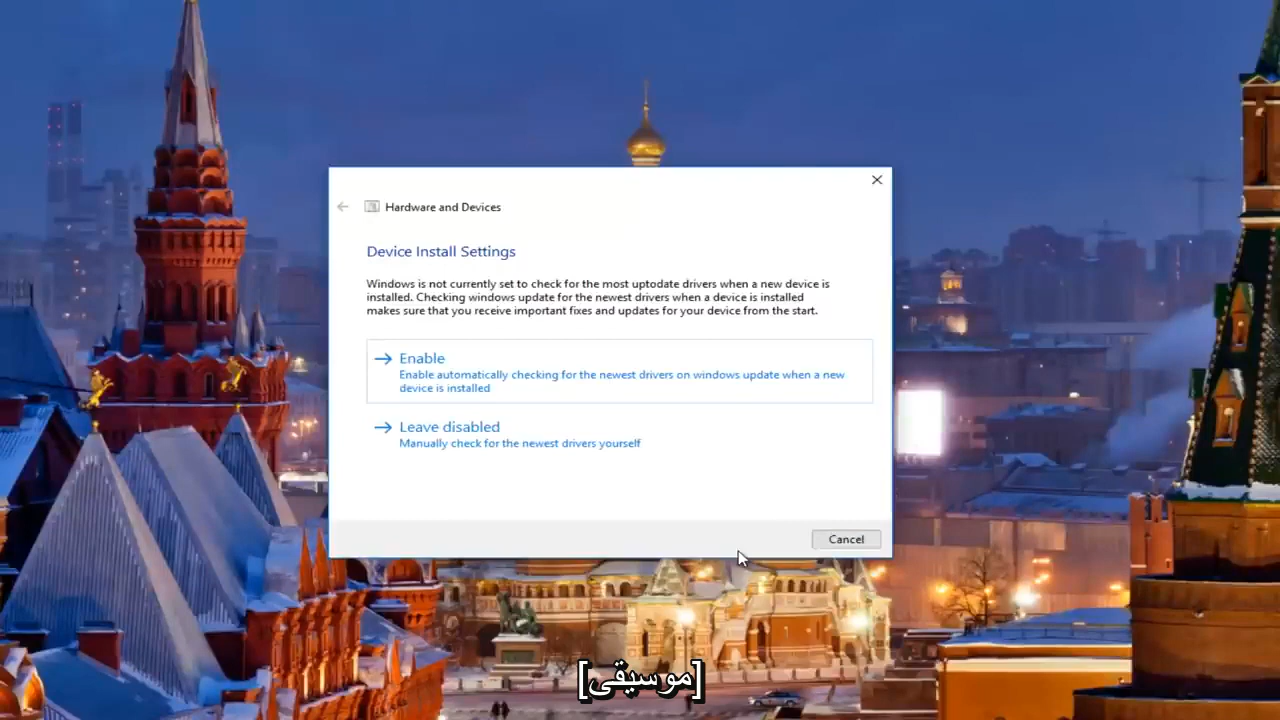 Hardware and Devices
Device Install Settings
Windows is not currently set to check for the most uptodate drivers when a new device is
installed. Checking windows update for the newest drivers when a device is installed
makes sure that you receive important fixes and updates for your device from the start.
Enable
Enable automatically checking for the newest drivers on windows update when a new
device is installed
Leave disabled
Manually check for the newest drivers yourself
Cancel
[موسيقى]